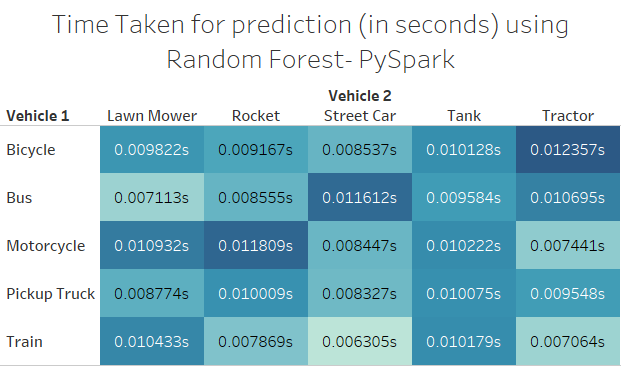 Time Taken for prediction (in seconds) using
Random Forest- PySpark
Vehicle 2
Vehicle 1 Lawn Mower Rocket Street Car Tank Tractor
Bicycle 0.009822s 0.009167s 0.008537s 0.010128s 0.012357s
Bus 0.007113s 0.008555s 0.011612s 0.009584s 0.010695s
Motorcycle 0.010932s 0.011809s 0.008447s 0.010222s 0.007441s
Pickup Truck 0.008774s 0.010009s 0.008327s 0.010075s 0.009548s
Train 0.010433s 0.007869s 0.006305s 0.010179s 0.007064s